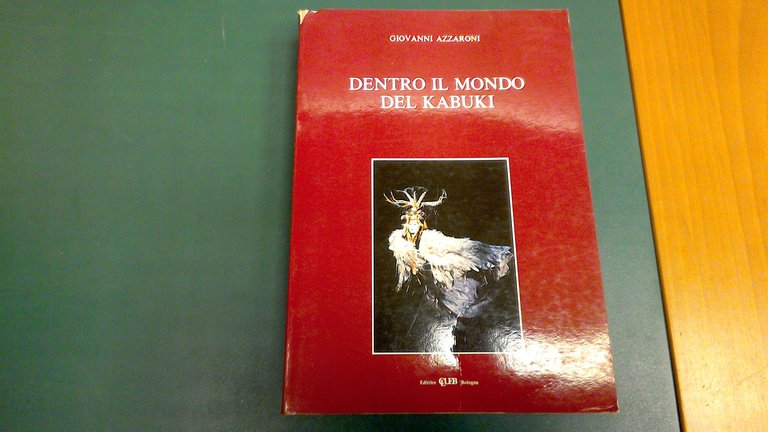 GIOVANNI AZZARONI
DENTRO IL MONDO
DEL KABUKI
Editrice CLUEB Bologna